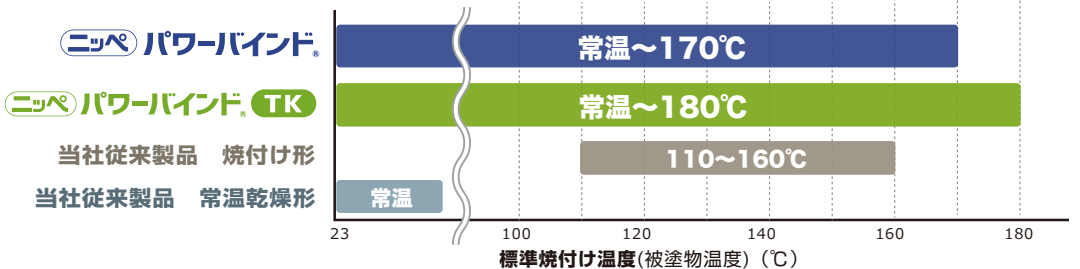 ニッペ パワーバインド® 常温～170℃
ニッペ パワーバインド® TK 常温～180℃
当社従来製品 焼付け形 110～160℃
当社従来製品 常温乾燥形 常温
23 100 120 140 160 180
標準焼付け温度(被塗物温度)（℃）